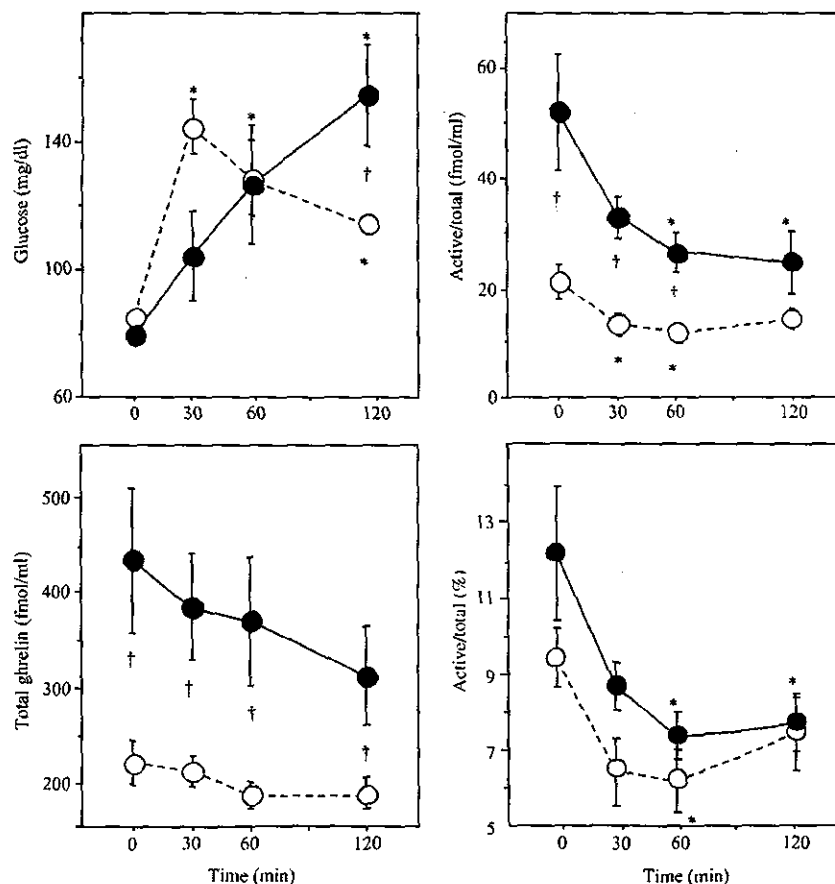 Glucose (mg/dl)
140
100
60
0 30 60 120
* * * † *
Active/total (fmol/ml)
60
40
20
0
0 30 60 120
† * † * † * *
Total ghrelin (fmol/ml)
500
400
300
200
0 30 60 120
† † † †
Time (min)
Active/total (%)
13
11
9
7
5
0 30 60 120
* * *
Time (min)